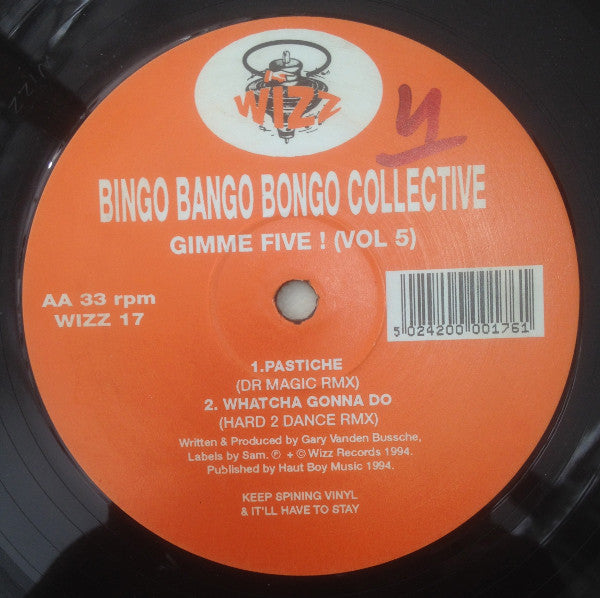 WIZZ
y
BINGO BANGO BONGO COLLECTIVE
GIMME FIVE ! (VOL 5)
AA 33 rpm
WIZZ 17
5 024200 001761
1.PASTICHE
(DR MAGIC RMX)
2. WHATCHA GONNA DO
(HARD 2 DANCE RMX)
Written & Produced by Gary Vanden Bussche,
Labels by Sam. ℗ + © Wizz Records 1994.
Published by Haut Boy Music 1994.
KEEP SPINING VINYL
& IT'LL HAVE TO STAY